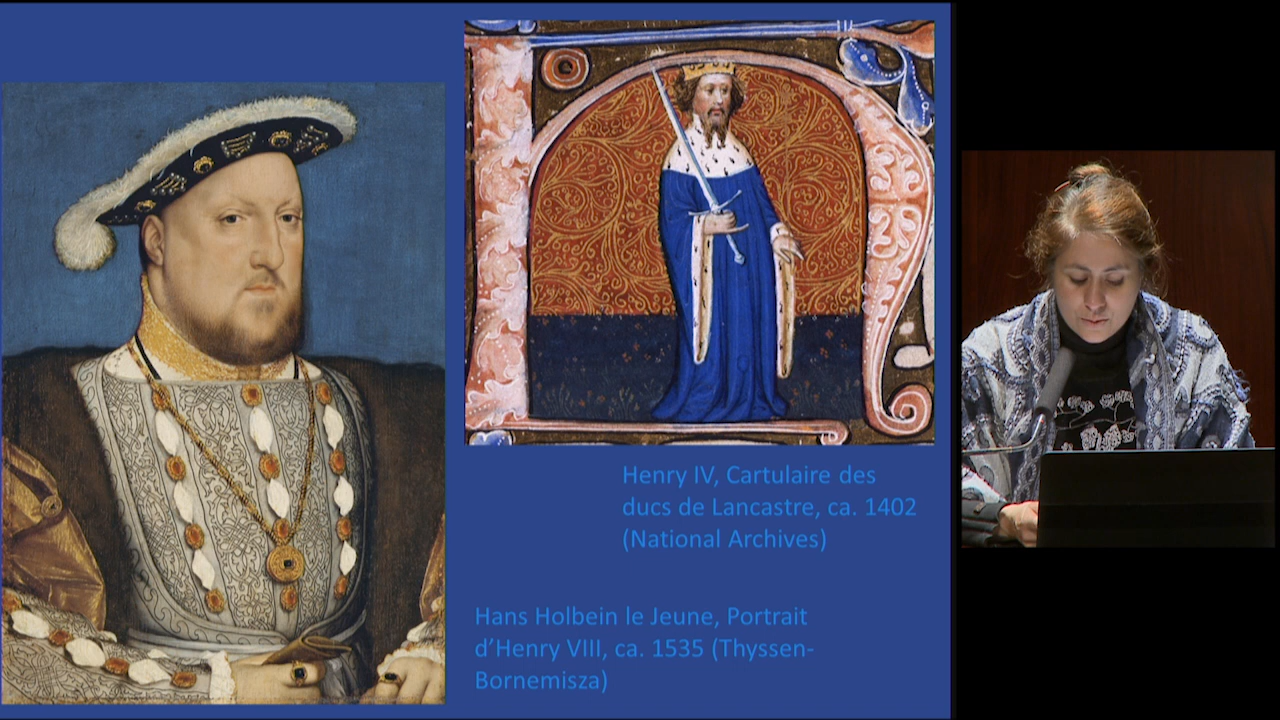 Henry IV, Cartulaire des
ducs de Lancastre, ca. 1402
(National Archives)
Hans Holbein le Jeune, Portrait
d’Henry VIII, ca. 1535 (Thyssen-
Bornemisza)